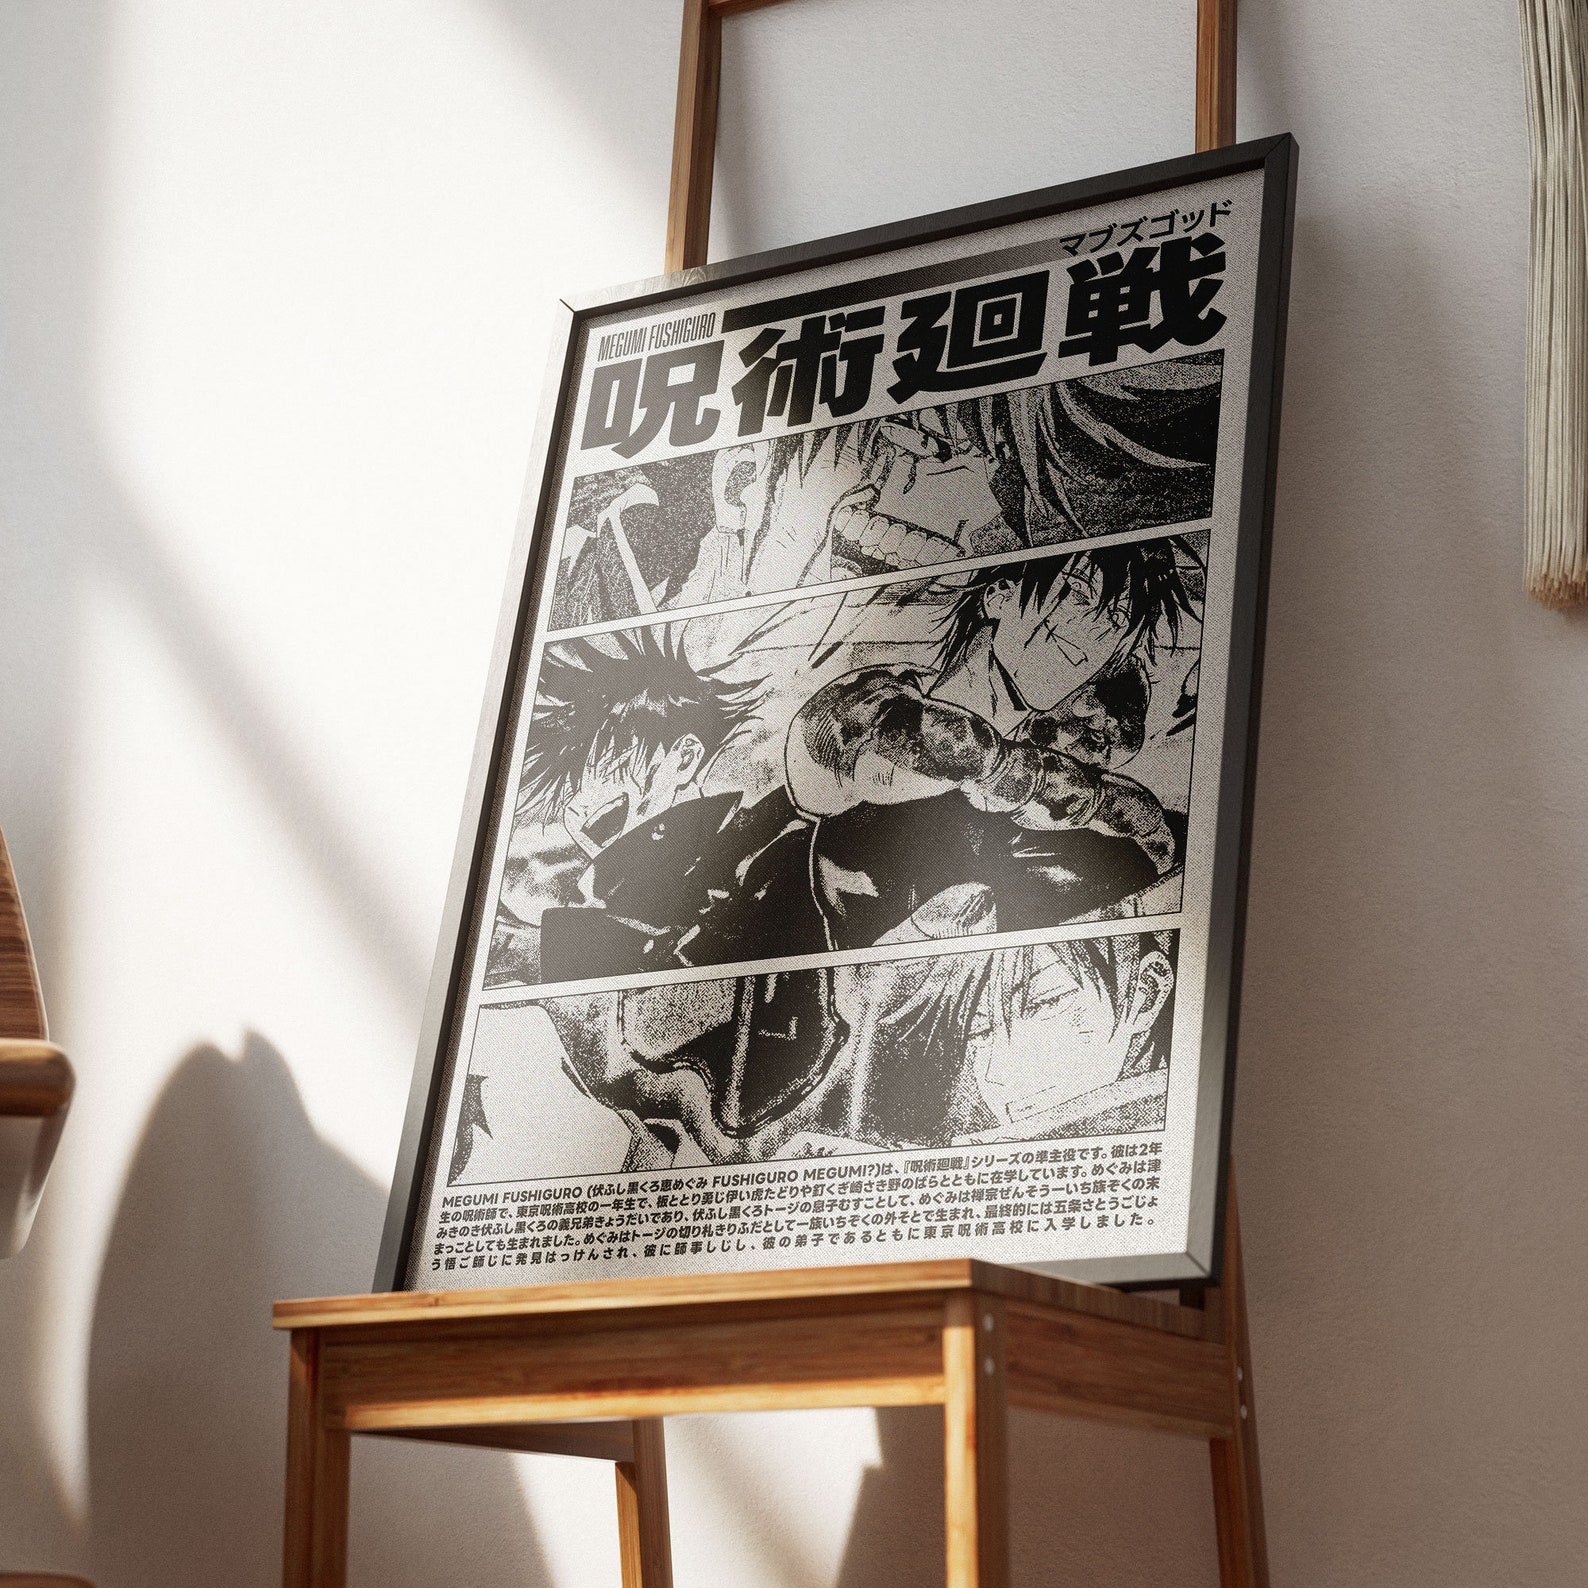 マブズゴッド
MEGUMI FUSHIGURO
呪術廻戦
MEGUMI FUSHIGURO (伏ふし黒くろ恵めぐみ FUSHIGURO MEGUMI?)は、『呪術廻戦』シリーズの準主役です。彼は2年
生の呪術師で、東京呪術高校の一年生で、板ととり勇じ伊い虎たどりや釘くぎ崎さき野のばらとともに在学しています。めぐみは津
みきのき伏ふし黒くろの義兄弟きょうだいであり、伏ふし黒くろトージの息子むすことして、めぐみは禅宗ぜんそうーいち族ぞくの末
まっことしても生まれました。めぐみはトージの切り札きりふだとして一族いちぞくの外そとで生まれ、最終的には五条さとうごじょ
う悟ご師じに発見はっけんされ、彼に師事しじし、彼の弟子であるとともに東京呪術高校に入学しました。